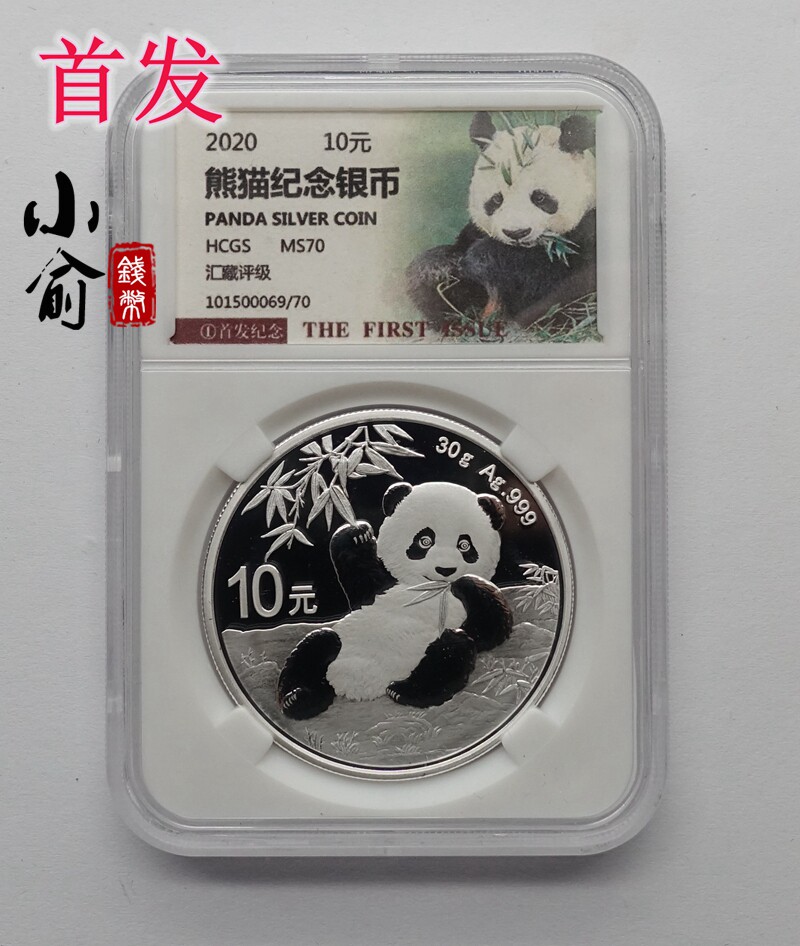 首发
小俞
錢幣
2020 10元
熊猫纪念银币
PANDA SILVER COIN
HCGS MS70
汇藏评级
101500069/70
①首发纪念 THE FIRST ISSUE
30g Ag.999
10元